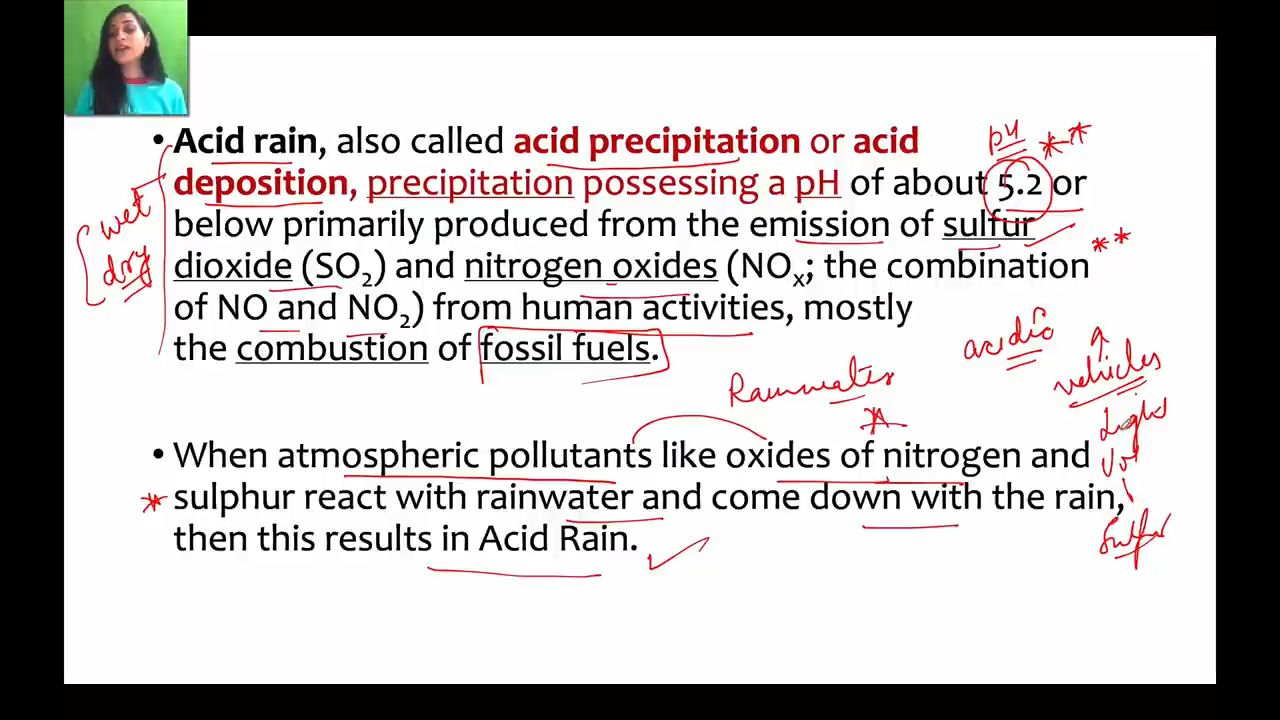 • Acid rain, also called acid precipitation or acid
deposition, precipitation possessing a pH of about 5.2 or
below primarily produced from the emission of sulfur
dioxide (SO₂) and nitrogen oxides (NOₓ; the combination
of NO and NO₂) from human activities, mostly
the combustion of fossil fuels.
• When atmospheric pollutants like oxides of nitrogen and
sulphur react with rainwater and come down with the rain,
then this results in Acid Rain.
pH **
wet
dry
**
acidic
vehicles
Rainwater
Light
Vol
Sulfur